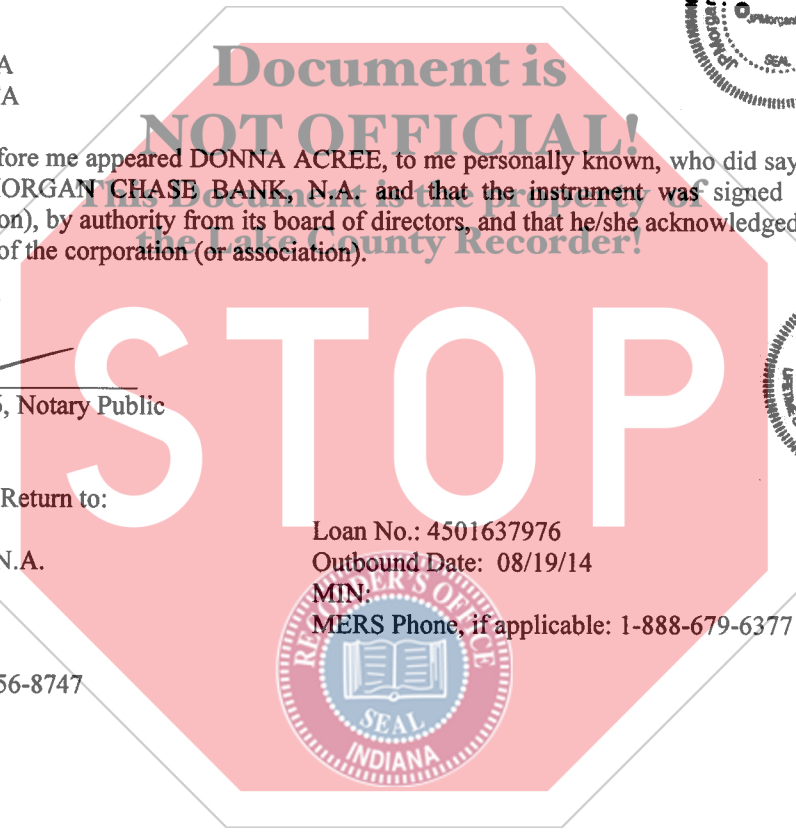 JPMorgan
SEAL
A
Document is
A
NOT OFFICIAL!
fore me appeared DONNA ACREE, to me personally known, who did say
MORGAN CHASE BANK, N.A. and that the instrument was signed
This Document is the property of
on), by authority from its board of directors, and that he/she acknowledged
the Lake County Recorder!
of the corporation (or association).
STOP
, Notary Public
LIFETIME
Return to:
Loan No.: 4501637976
N.A.
Outbound Date: 08/19/14
MIN:
MERS Phone, if applicable: 1-888-679-6377
56-8747
RECORDER'S OFFICE
SEAL
INDIANA